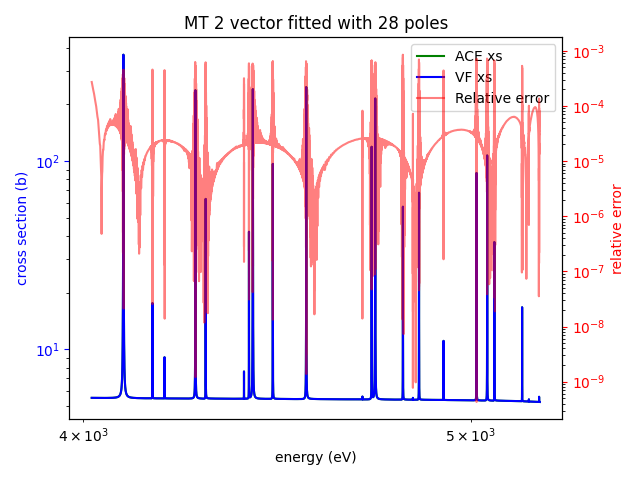 MT 2 vector fitted with 28 poles
ACE xs
VF xs
Relative error
cross section (b)
10²
10¹
relative error
10⁻³
10⁻⁴
10⁻⁵
10⁻⁶
10⁻⁷
10⁻⁸
10⁻⁹
4 × 10³
5 × 10³
energy (eV)